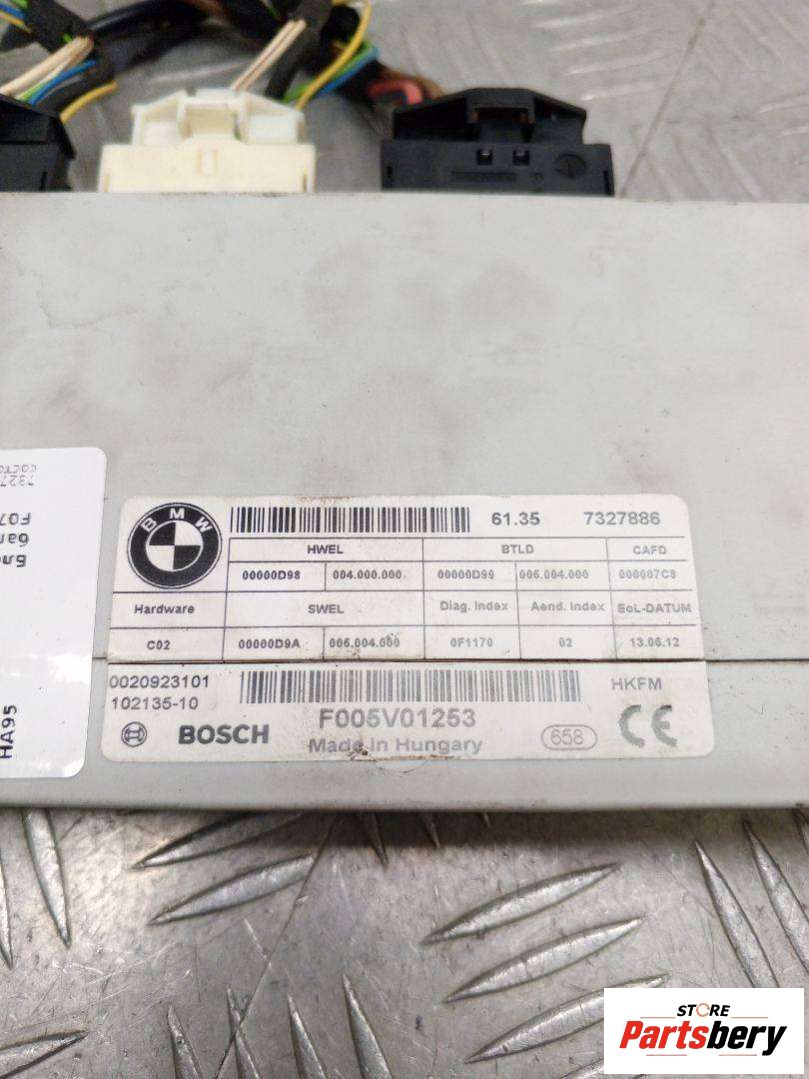 BMW
61.35 7327886
HWEL BTLD CAFD
00000D98 004.000.000 00000D99 006.004.000 000007C8
Hardware SWEL Diag. Index Aend. Index EoL-DATUM
C02 00000D9A 006.004.000 0F1170 02 13.06.12
0020923101
102135-10
HKFM
F005V01253
BOSCH
Made in Hungary
658
CE
7327
F07
HA95
STORE
Partsbery